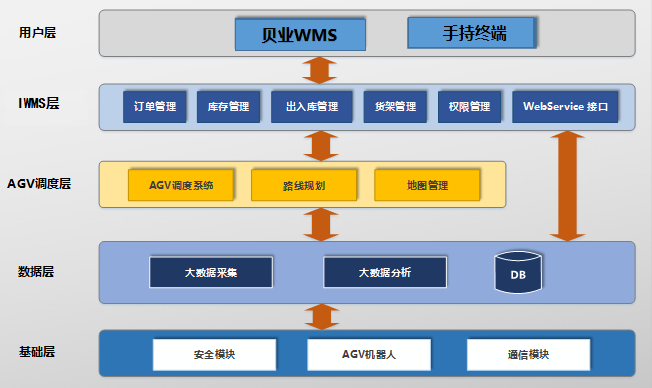 用户层
贝业WMS
手持终端
IWMS层
订单管理
库存管理
出入库管理
货架管理
权限管理
WebService 接口
AGV调度层
AGV调度系统
路线规划
地图管理
数据层
大数据采集
大数据分析
DB
基础层
安全模块
AGV机器人
通信模块